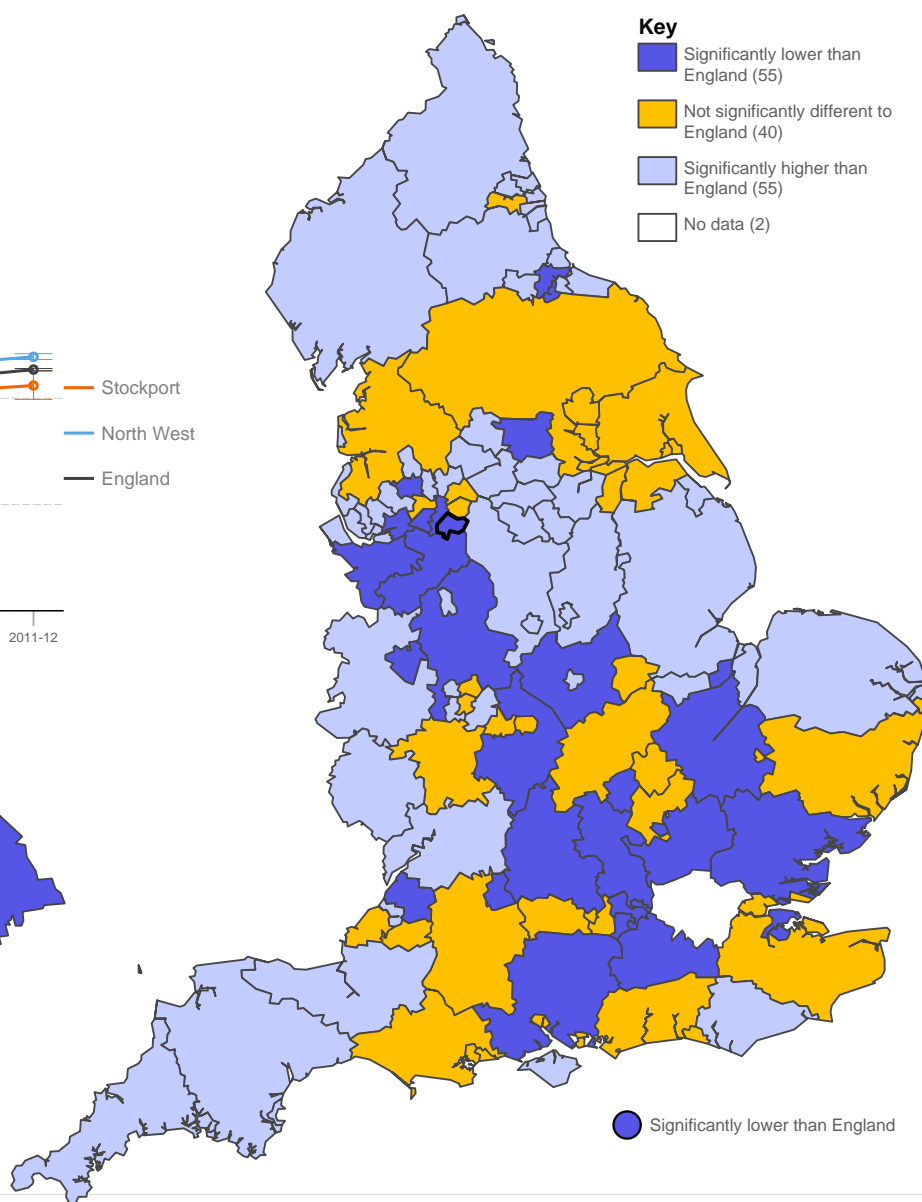 Key
Significantly lower than
England (55)
Not significantly different to
England (40)
Significantly higher than
England (55)
No data (2)
Stockport
North West
England
2011-12
Significantly lower than England